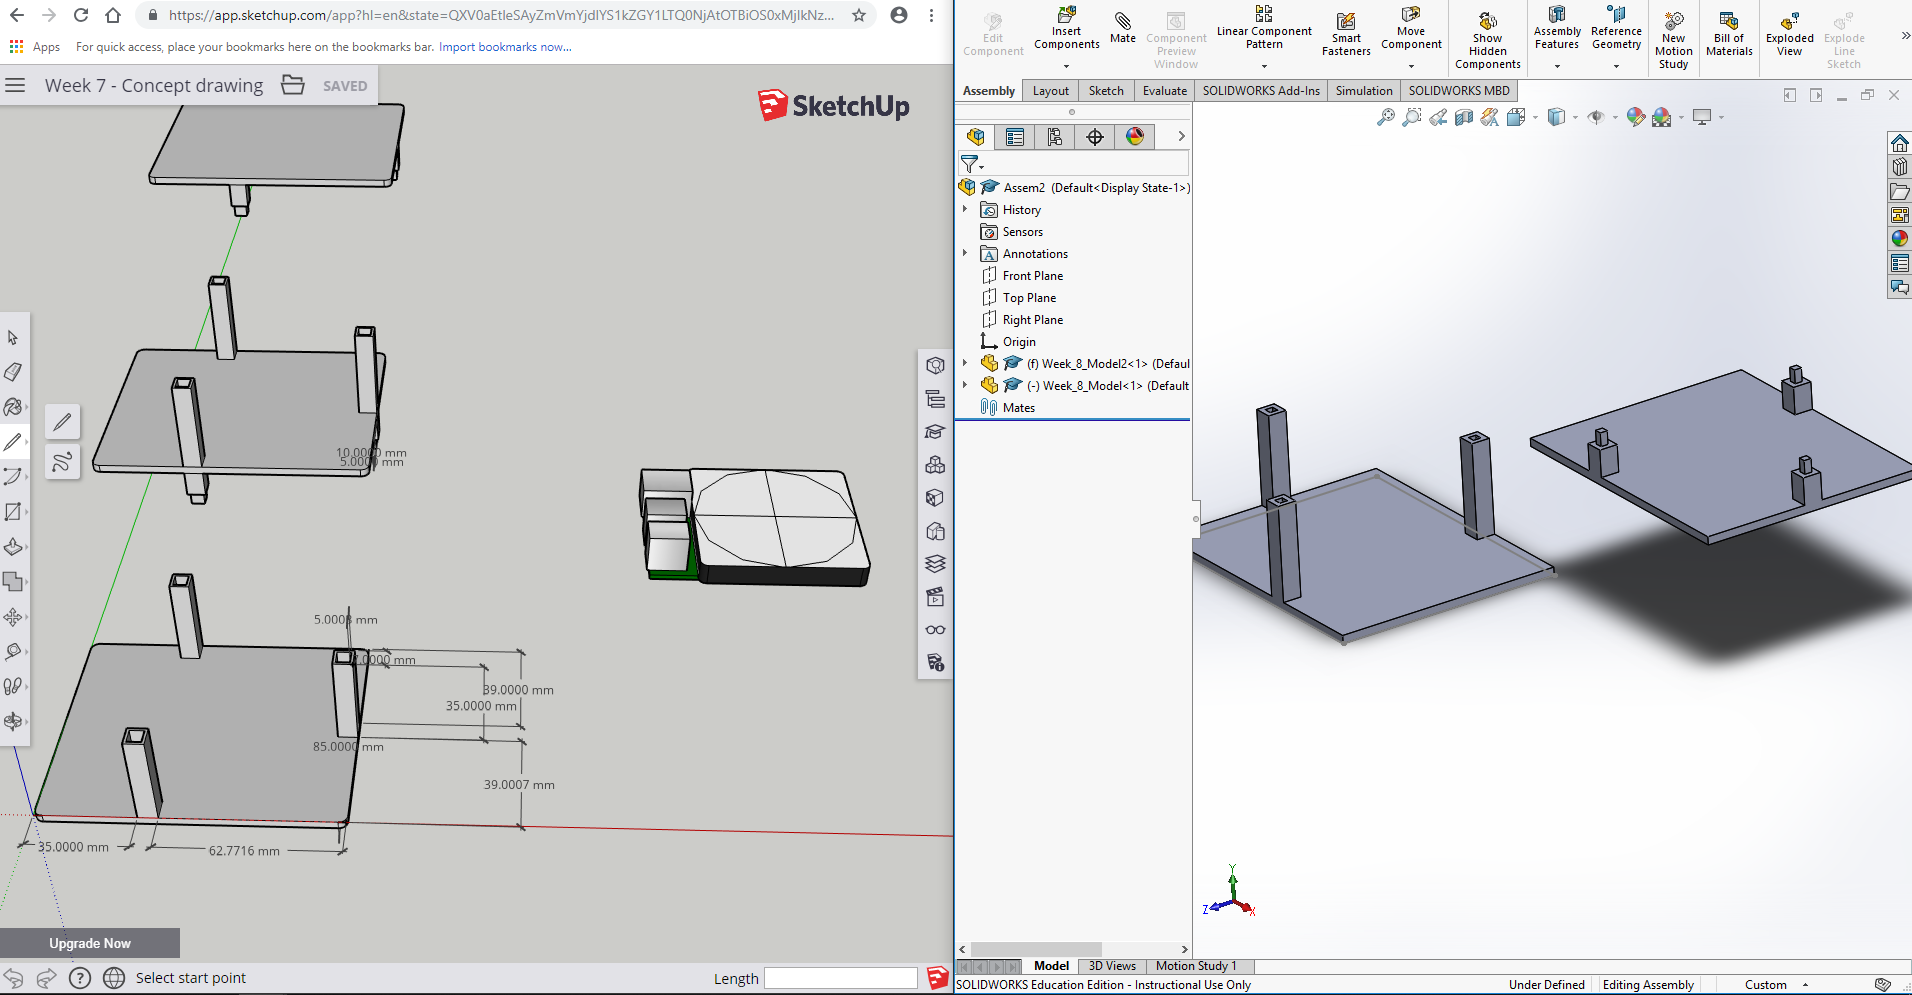 https://app.sketchup.com/app?hl=en&state=QXV0aEtleSAyZmVmYjdlYS1kZGY1LTQ0NjAtOTBiOS0xMjlkNz...
Apps For quick access, place your bookmarks here on the bookmarks bar. Import bookmarks now...
Week 7 - Concept drawing SAVED
SketchUp
10.0000 mm
5.0000 mm
mm
39.0000 mm
35.0000 mm
85.0000 mm
39.0007 mm
35.0000 mm
62.7716 mm
Upgrade Now
Select start point
Length
Edit Component
Insert Components
Mate
Component Preview Window
Linear Component Pattern
Smart Fasteners
Move Component
Show Hidden Components
Assembly Features
Reference Geometry
New Motion Study
Bill of Materials
Exploded View
Explode Line Sketch
Assembly Layout Sketch Evaluate SOLIDWORKS Add-Ins Simulation SOLIDWORKS MBD
Assem2 (Default<Display State-1>)
History
Sensors
A Annotations
Front Plane
Top Plane
Right Plane
Origin
(f) Week_8_Model2<1> (Defaul
(-) Week_8_Model<1> (Default
Mates
Y
Z
X
Model 3D Views Motion Study 1
SOLIDWORKS Education Edition - Instructional Use Only
Under Defined Editing Assembly Custom